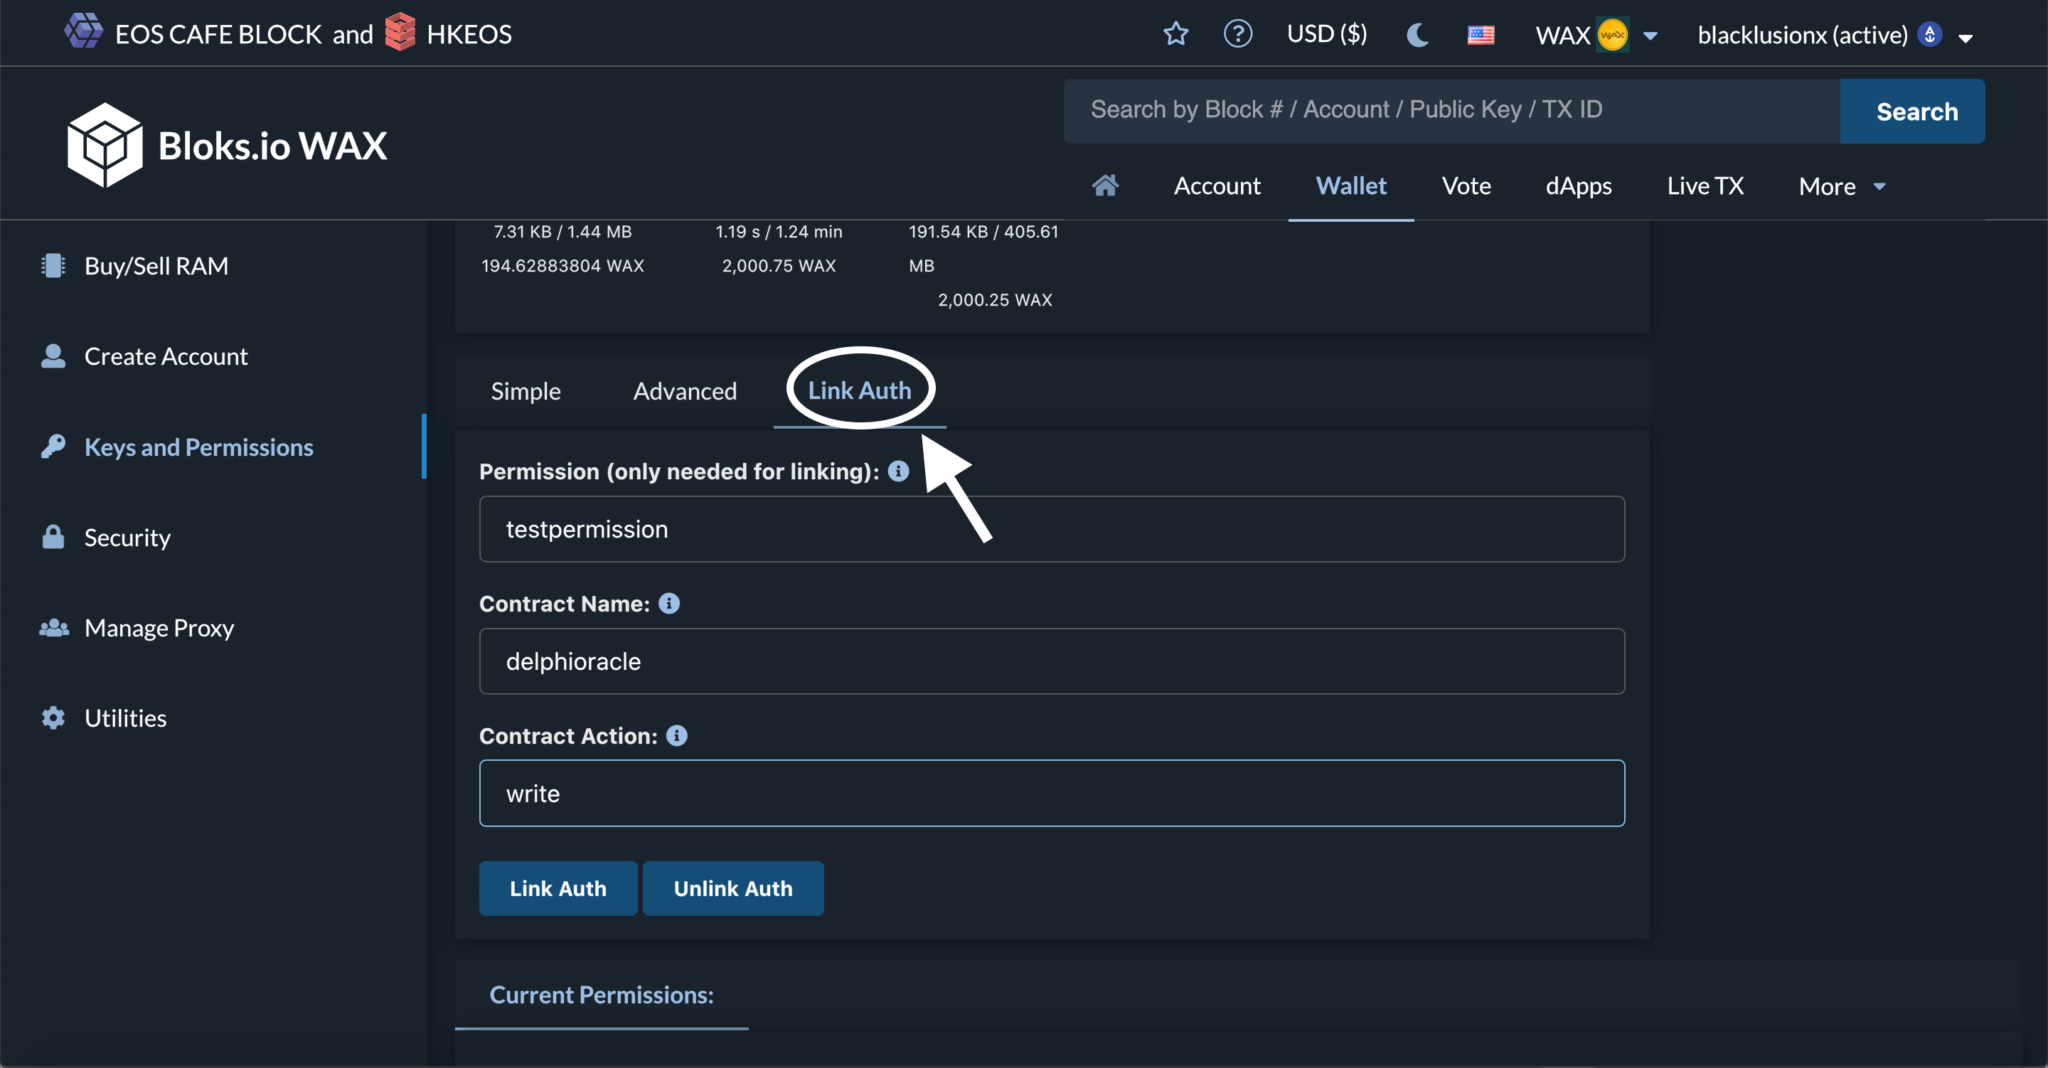 EOS CAFE BLOCK and HKEOS
USD ($)
WAX
WAX
blacklusionx (active)
Bloks.io WAX
Search by Block # / Account / Public Key / TX ID
Search
Account
Wallet
Vote
dApps
Live TX
More
Buy/Sell RAM
Create Account
Keys and Permissions
Security
Manage Proxy
Utilities
7.31 KB / 1.44 MB
194.62883804 WAX
1.19 s / 1.24 min
2,000.75 WAX
191.54 KB / 405.61
MB
2,000.25 WAX
Simple
Advanced
Link Auth
Permission (only needed for linking):
testpermission
Contract Name:
delphioracle
Contract Action:
write
Link Auth
Unlink Auth
Current Permissions: